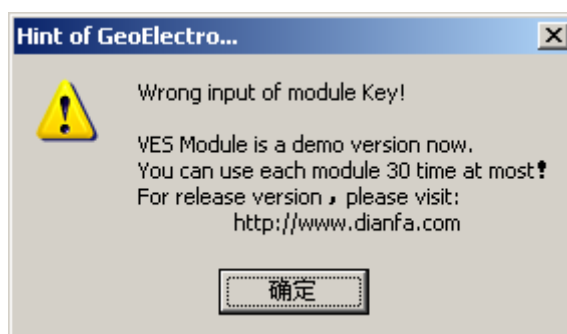 Hint of GeoElectro...
Wrong input of module Key!
VES Module is a demo version now.
You can use each module 30 time at most!
For release version，please visit:
http://www.dianfa.com
确定